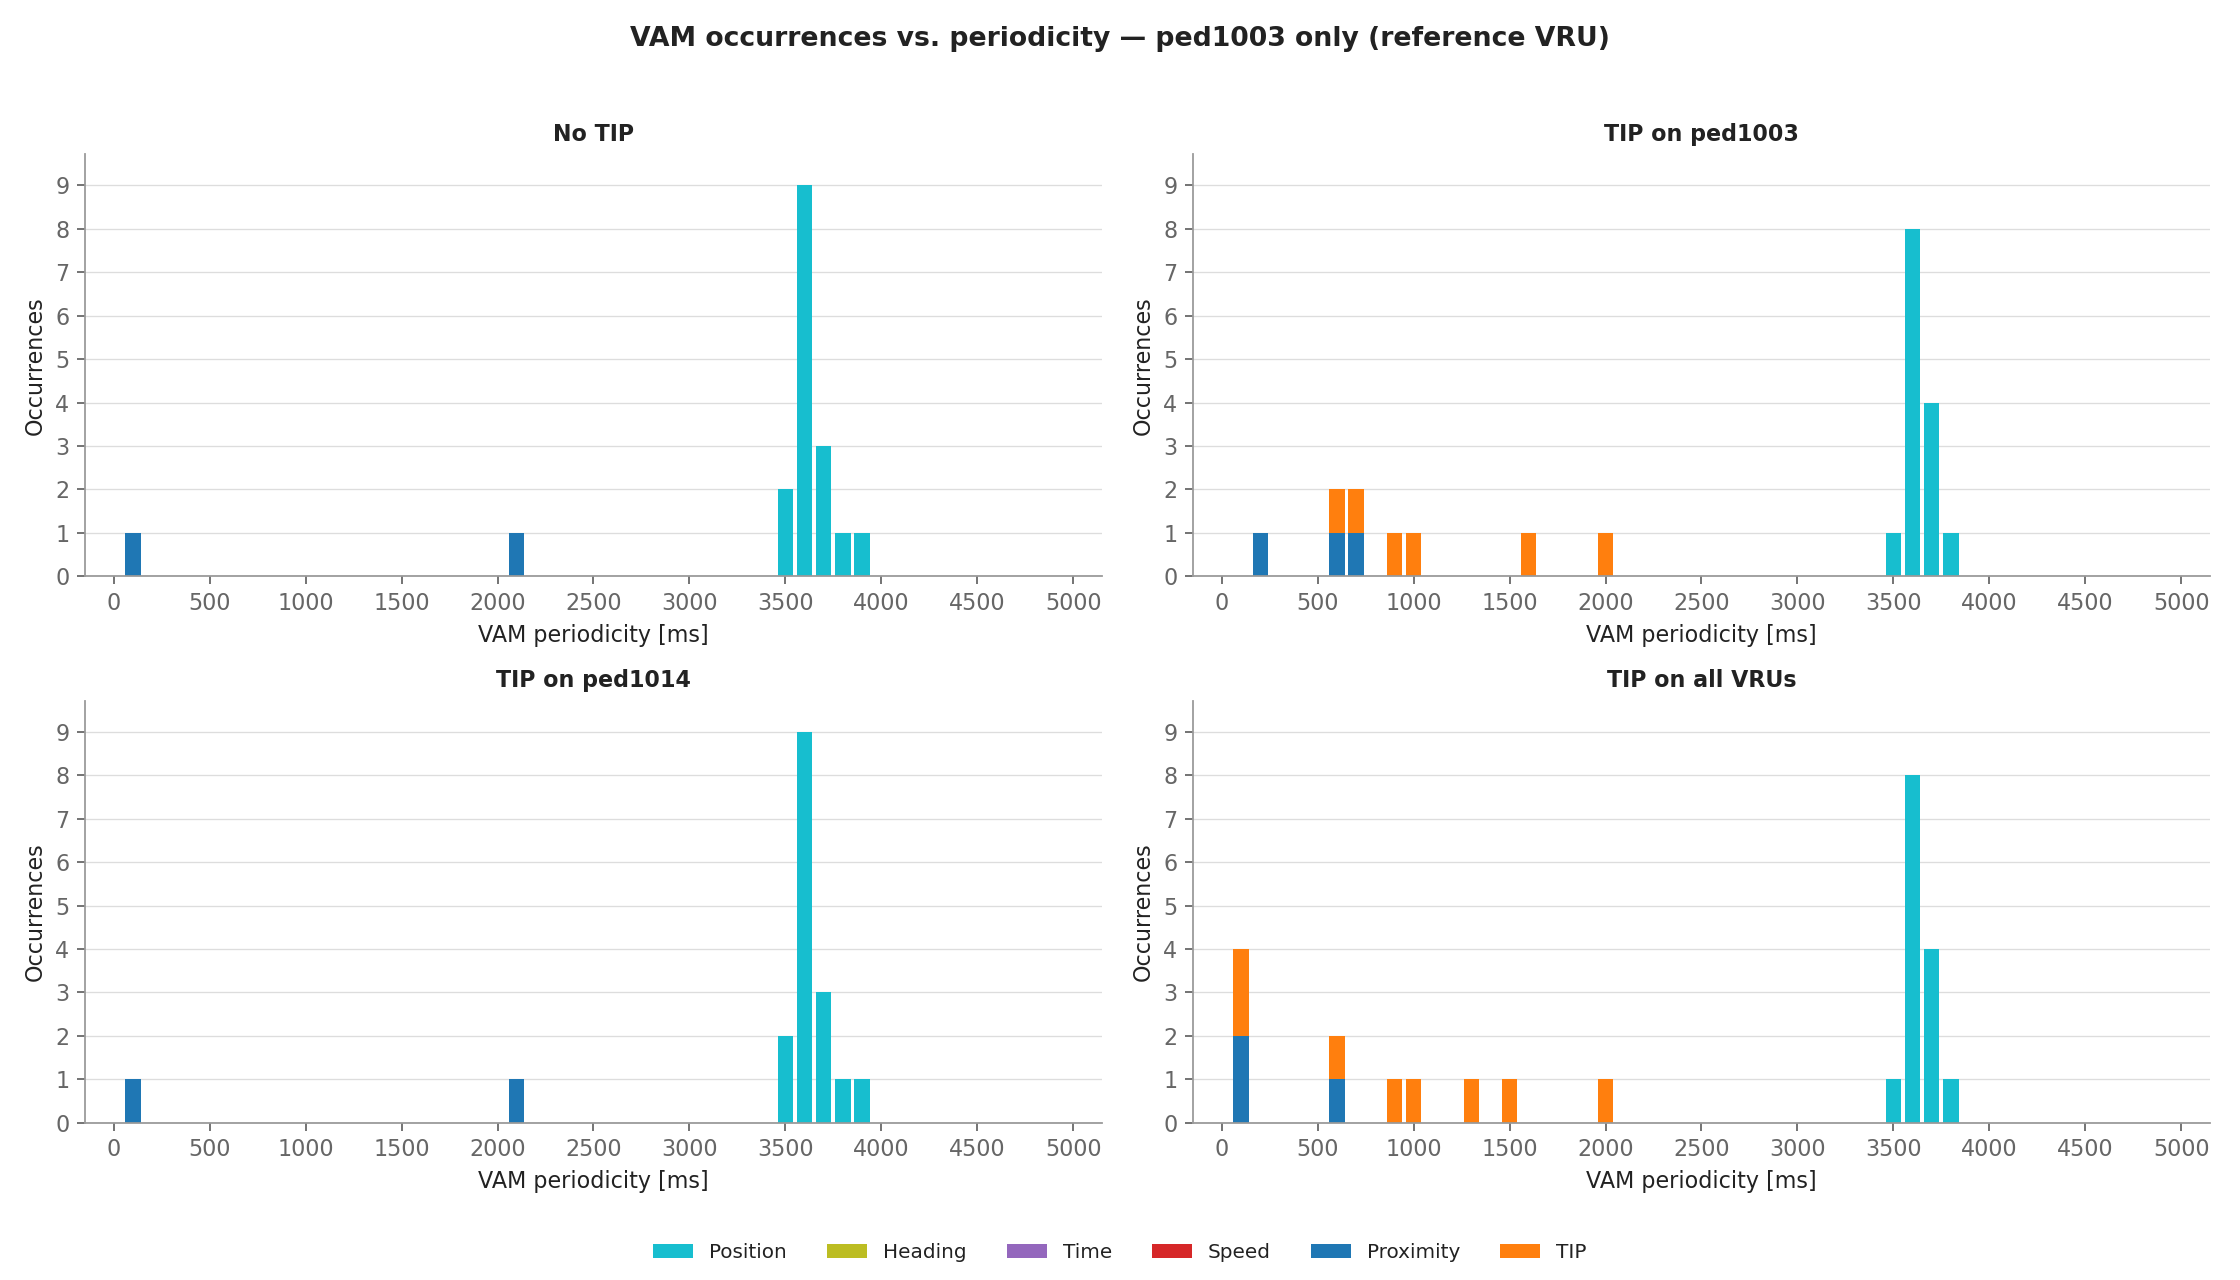 VAM occurrences vs. periodicity — ped1003 only (reference VRU)
No TIP
9
8
7
6
5
4
3
2
1
0
Occurrences
0 500 1000 1500 2000 2500 3000 3500 4000 4500 5000
VAM periodicity [ms]
TIP on ped1003
9
8
7
6
5
4
3
2
1
0
Occurrences
0 500 1000 1500 2000 2500 3000 3500 4000 4500 5000
VAM periodicity [ms]
TIP on ped1014
9
8
7
6
5
4
3
2
1
0
Occurrences
0 500 1000 1500 2000 2500 3000 3500 4000 4500 5000
VAM periodicity [ms]
TIP on all VRUs
9
8
7
6
5
4
3
2
1
0
Occurrences
0 500 1000 1500 2000 2500 3000 3500 4000 4500 5000
VAM periodicity [ms]
Position Heading Time Speed Proximity TIP